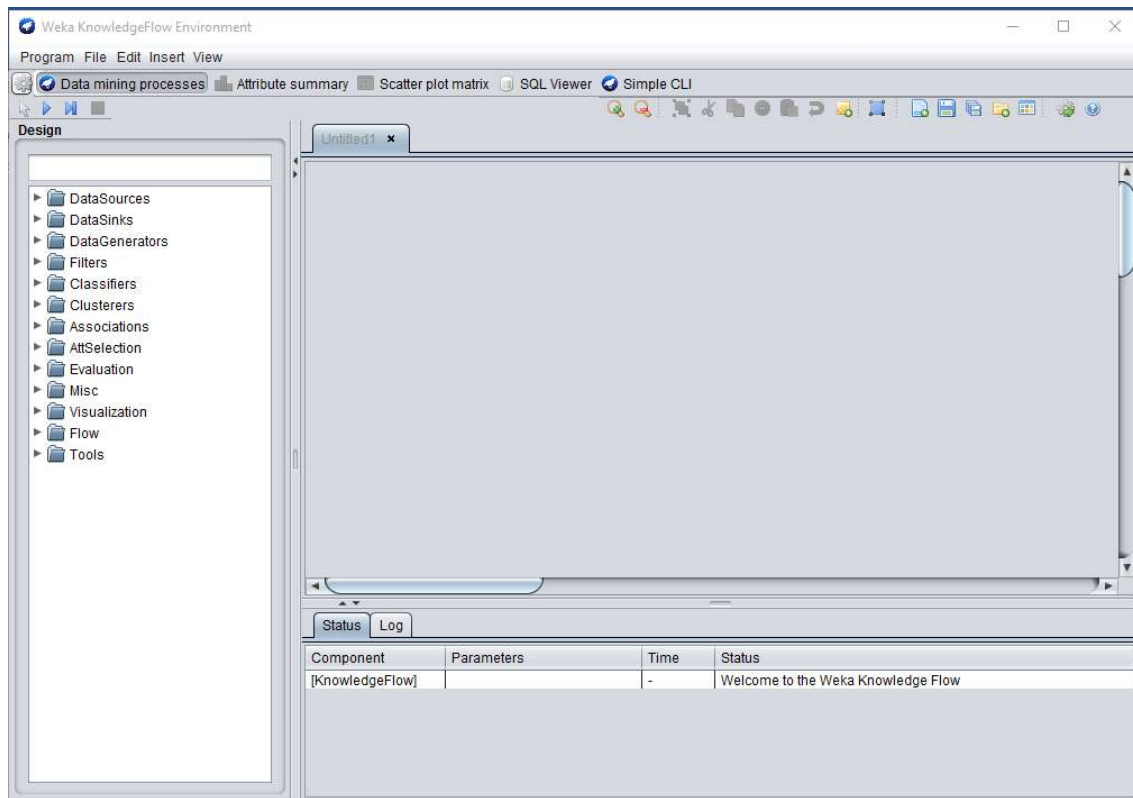 Weka KnowledgeFlow Environment
Program File Edit Insert View
Data mining processes Attribute summary Scatter plot matrix SQL Viewer Simple CLI
Design
Untitled1
DataSources
DataSinks
DataGenerators
Filters
Classifiers
Clusterers
Associations
AttSelection
Evaluation
Misc
Visualization
Flow
Tools
Status Log
Component Parameters Time Status
[KnowledgeFlow] - Welcome to the Weka Knowledge Flow